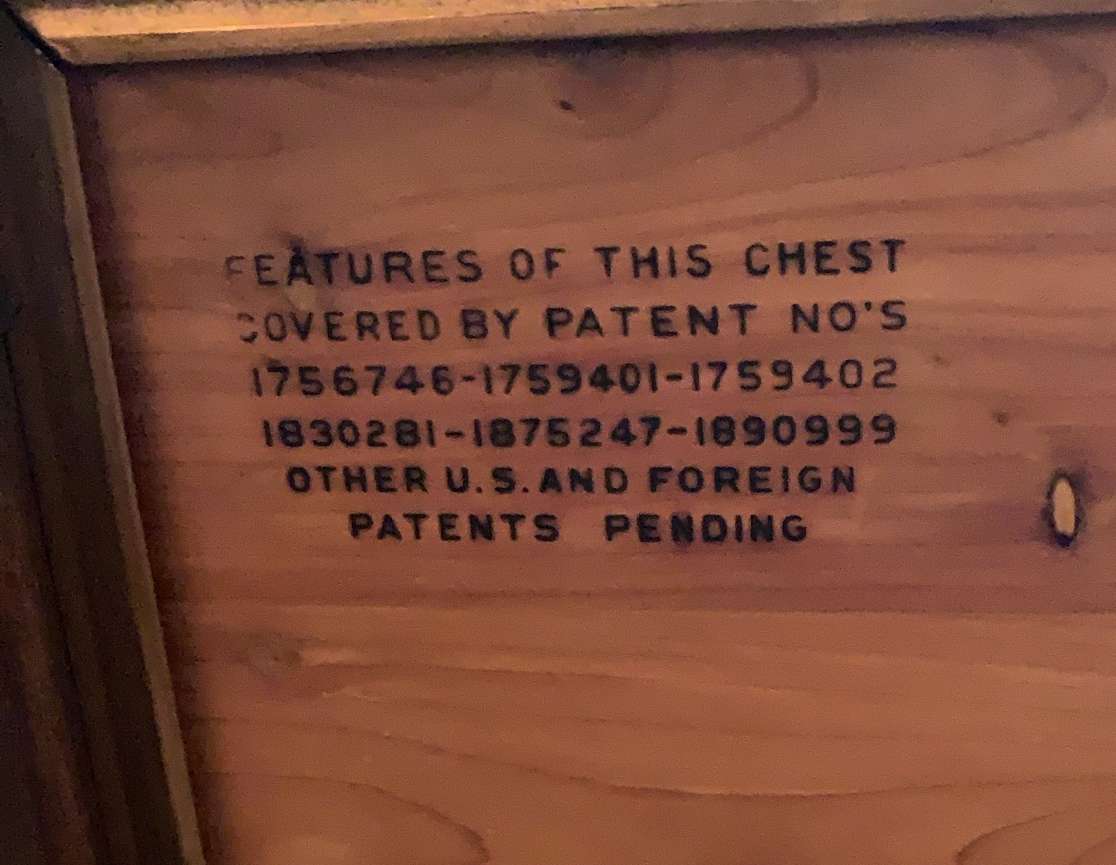 FEATURES OF THIS CHEST
COVERED BY PATENT NO'S
1756746-1759401-1759402
1830281-1875247-1890999
OTHER U.S. AND FOREIGN
PATENTS PENDING